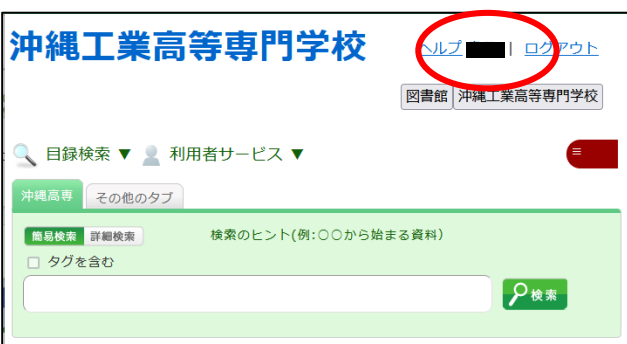 沖縄工業高等専門学校
ヘルプ | ログアウト
図書館 沖縄工業高等専門学校
目録検索 ▼ 利用者サービス ▼
沖縄高専 その他のタブ
簡易検索 詳細検索 検索のヒント(例:○○から始まる資料)
タグを含む
検索